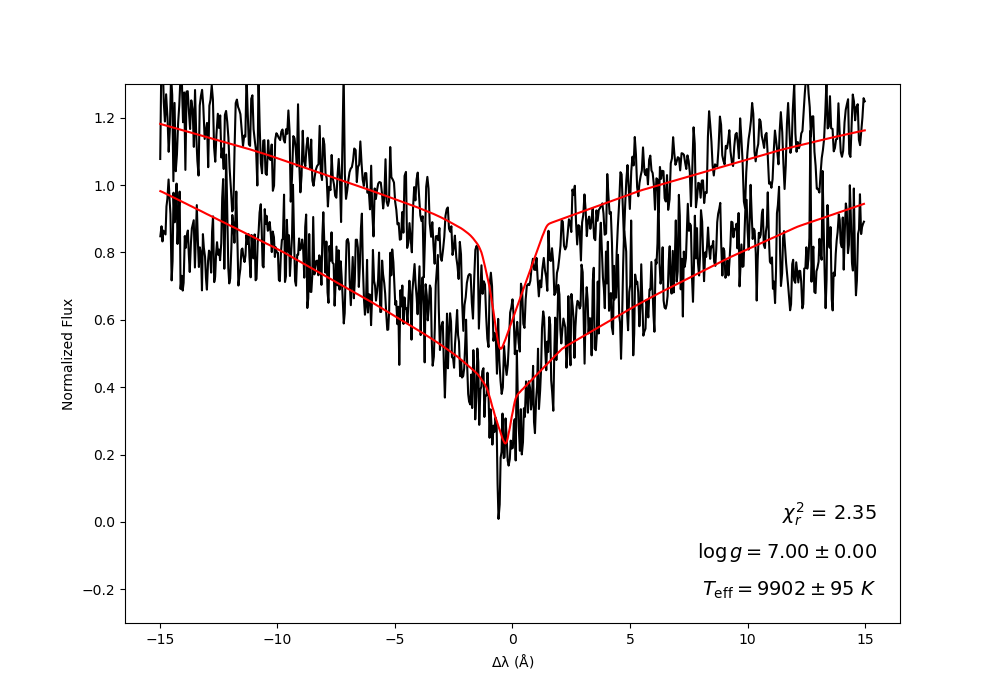 1.2
1.0
0.8
0.6
0.4
0.2
0.0
−0.2
Normalized Flux
χ²ᵣ = 2.35
log g = 7.00 ± 0.00
T_eff = 9902 ± 95 K
−15 −10 −5 0 5 10 15
Δλ (Å)